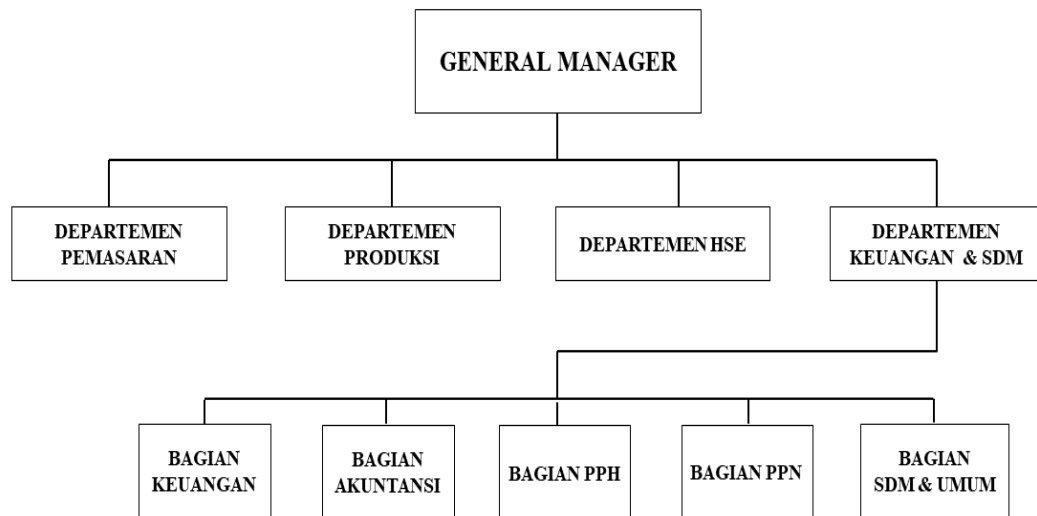 GENERAL MANAGER
DEPARTEMEN
PEMASARAN
DEPARTEMEN
PRODUKSI
DEPARTEMEN HSE
DEPARTEMEN
KEUANGAN & SDM
BAGIAN
KEUANGAN
BAGIAN
AKUNTANSI
BAGIAN PPH
BAGIAN PPN
BAGIAN
SDM & UMUM